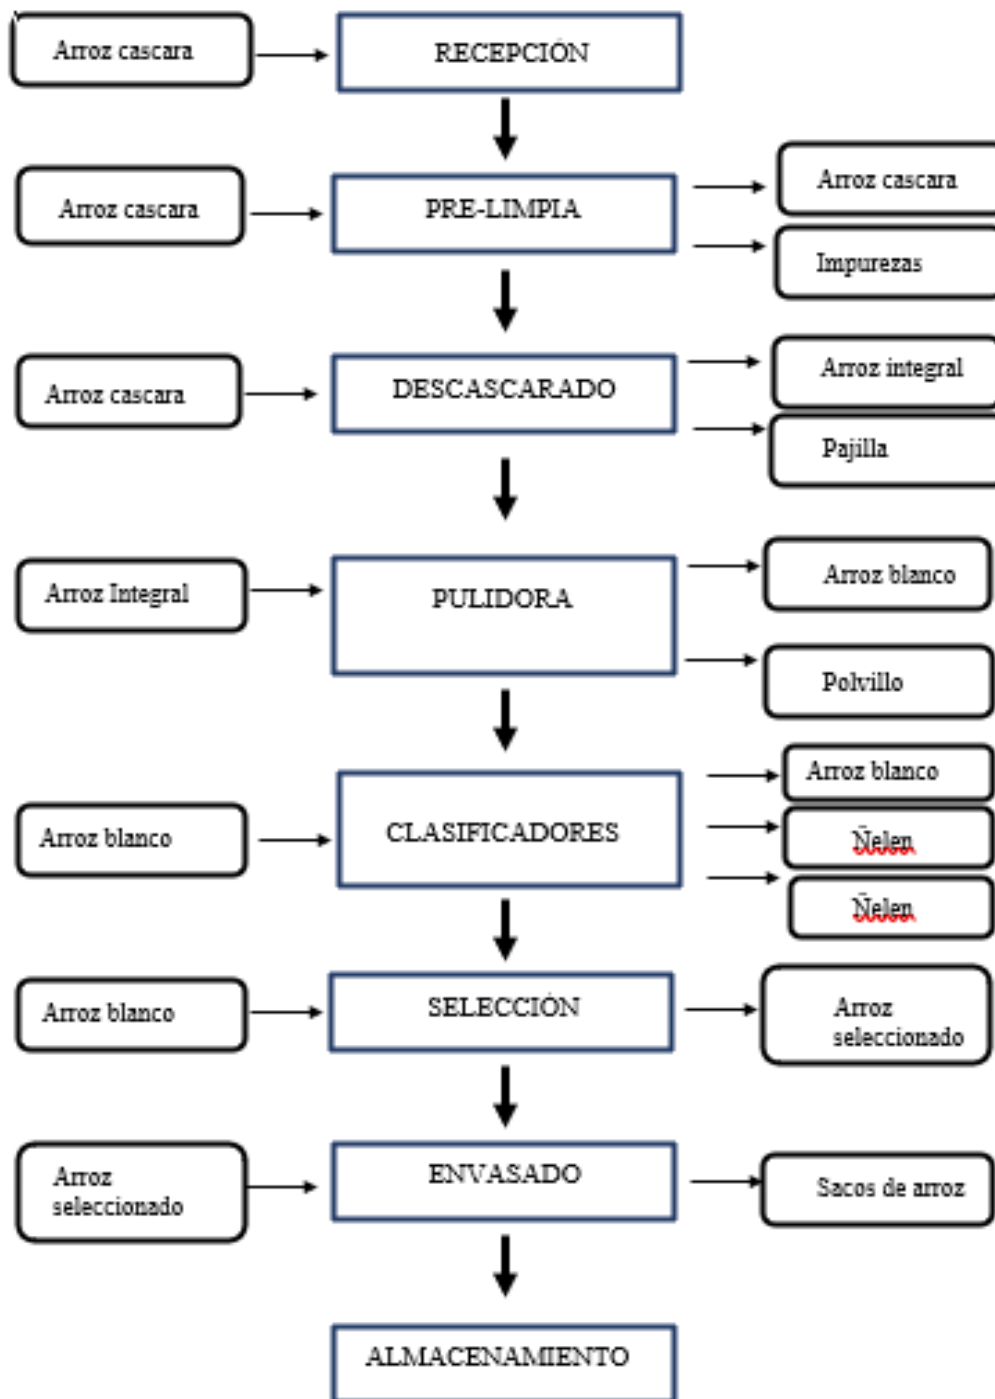 Arroz cascara
RECEPCIÓN
Arroz cascara
PRE-LIMPIA
Arroz cascara
Impurezas
Arroz cascara
DESCASCARADO
Arroz integral
Pajilla
Arroz Integral
PULIDORA
Arroz blanco
Polvillo
Arroz blanco
CLASIFICADORES
Arroz blanco
Ñelen
Ñelen
Arroz blanco
SELECCIÓN
Arroz
seleccionado
Arroz
seleccionado
ENVASADO
Sacos de arroz
ALMACENAMIENTO